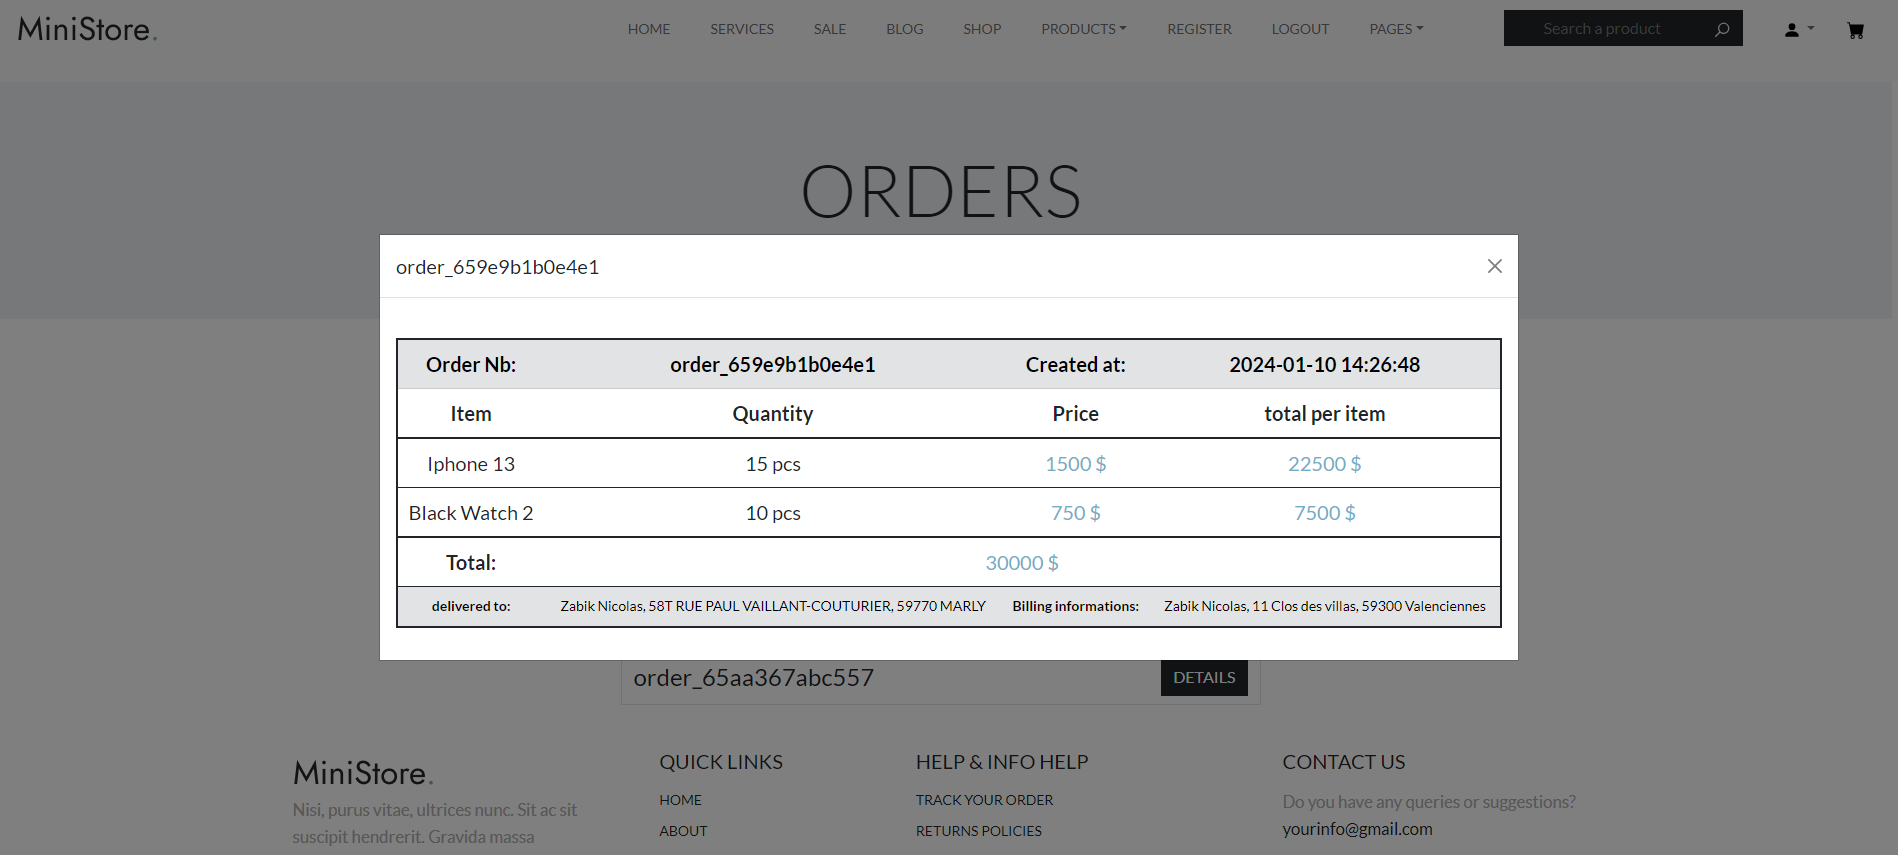 MiniStore.
HOME SERVICES SALE BLOG SHOP PRODUCTS REGISTER LOGOUT PAGES
Search a product
ORDERS
order_659e9b1b0e4e1
Order Nb: order_659e9b1b0e4e1 Created at: 2024-01-10 14:26:48
Item Quantity Price total per item
Iphone 13 15 pcs 1500 $ 22500 $
Black Watch 2 10 pcs 750 $ 7500 $
Total: 30000 $
delivered to: Zabik Nicolas, 58T RUE PAUL VAILLANT-COUTURIER, 59770 MARLY Billing informations: Zabik Nicolas, 11 Clos des villas, 59300 Valenciennes
order_65aa367abc557 DETAILS
MiniStore.
Nisi, purus vitae, ultrices nunc. Sit ac sit
suscipit hendrerit. Gravida massa
QUICK LINKS
HOME
ABOUT
HELP & INFO HELP
TRACK YOUR ORDER
RETURNS POLICIES
CONTACT US
Do you have any queries or suggestions?
yourinfo@gmail.com